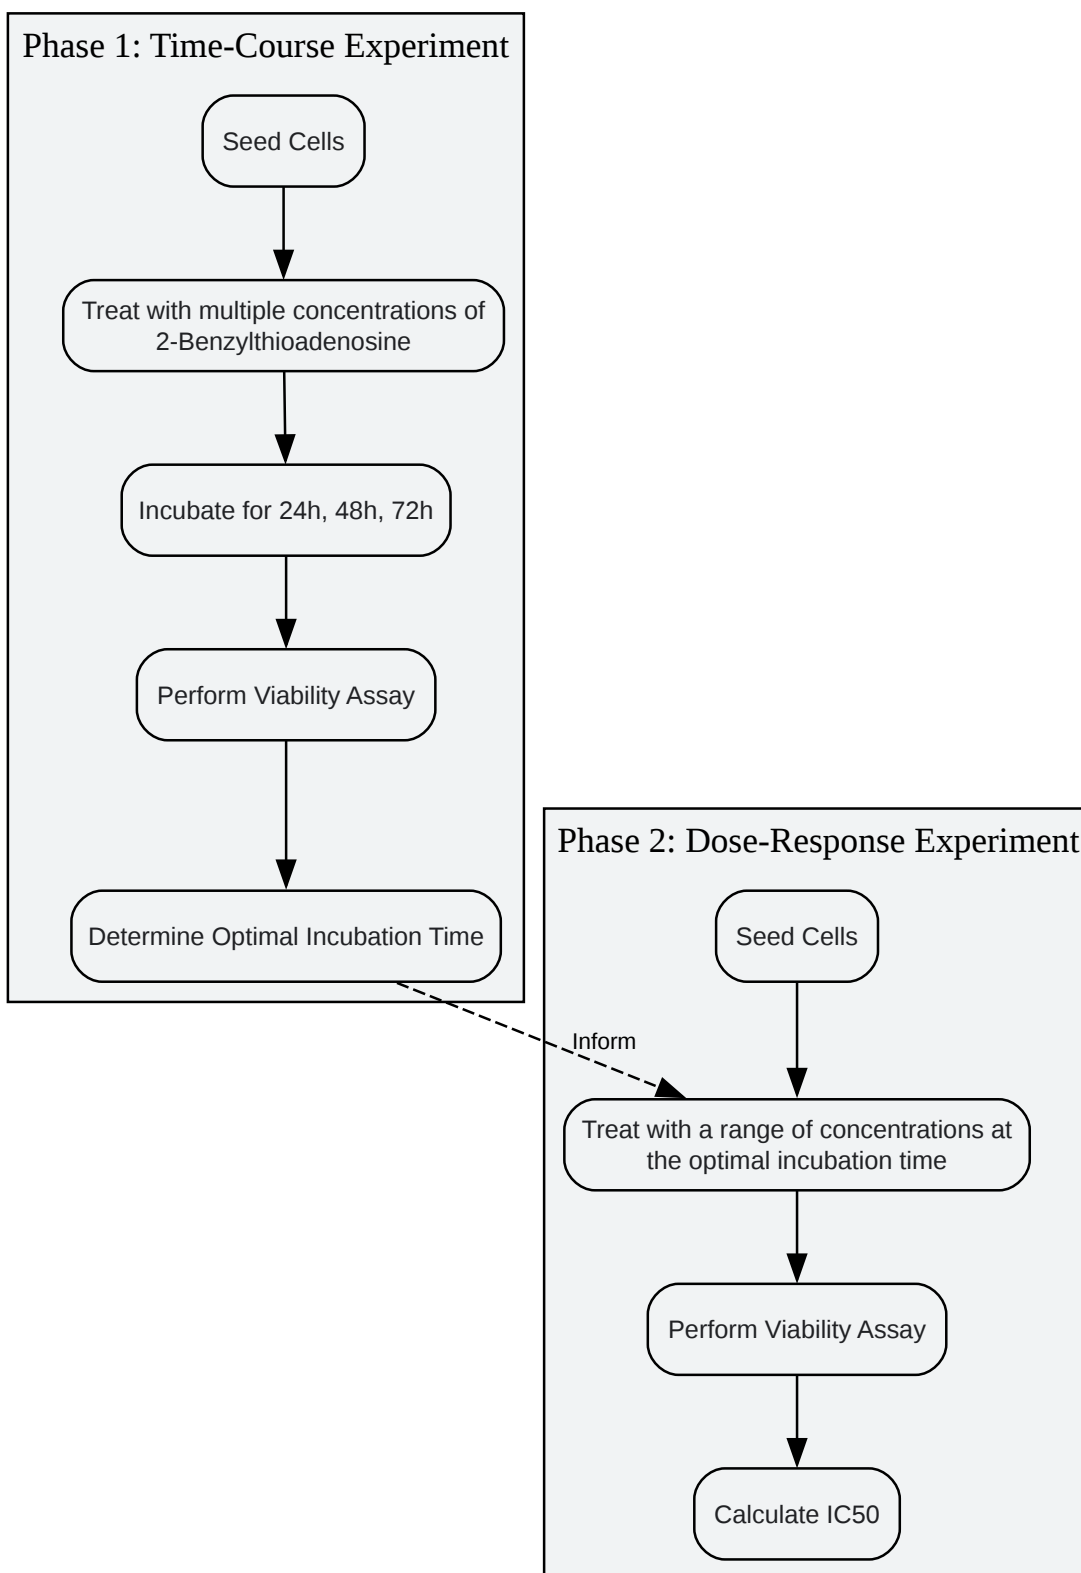 Phase 1: Time-Course Experiment
Seed Cells
Treat with multiple concentrations of
2-Benzylthioadenosine
Incubate for 24h, 48h, 72h
Perform Viability Assay
Determine Optimal Incubation Time
Inform
Phase 2: Dose-Response Experiment
Seed Cells
Treat with a range of concentrations at
the optimal incubation time
Perform Viability Assay
Calculate IC50